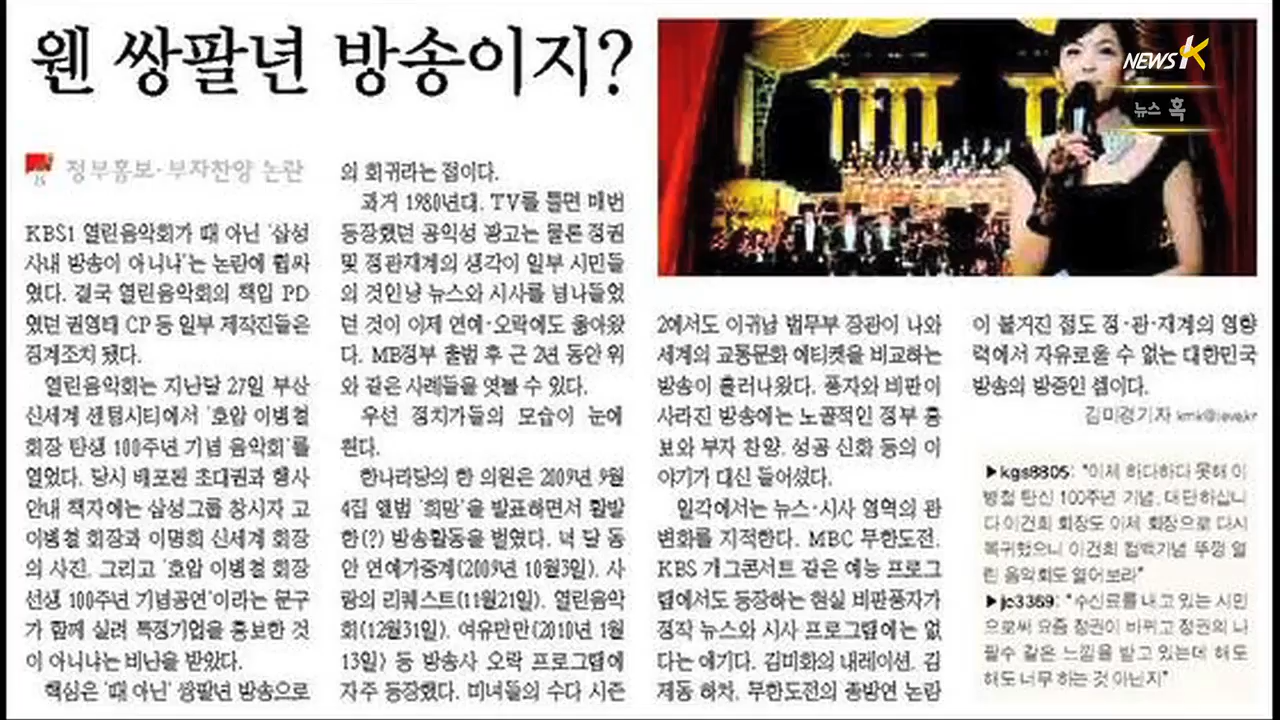 웬 쌍팔년 방송이지?
NEWS K
뉴스 훅
정부홍보·부자찬양 논란
KBS1 열린음악회가 때 아닌 '삼성
사내 방송이 아니냐'는 논란에 휩싸
였다. 결국 열린음악회의 책임 PD
였던 권영태 CP 등 일부 제작진들은
징계조치 됐다.
열린음악회는 지난달 27일 부산
신세계 센텀시티에서 '호암 이병철
회장 탄생 100주년 기념 음악회'를
열었다. 당시 배포된 초대권과 행사
안내 책자에는 삼성그룹 창시자 고
이병철 회장과 이명희 신세계 회장
의 사진, 그리고 '호암 이병철 회장
선생 100주년 기념공연'이라는 문구
가 함께 실려 특정기업을 홍보한 것
이 아니냐는 비난을 받았다.
핵심은 '때 아닌' 쌍팔년 방송으로
의 회귀라는 점이다.
과거 1980년대. TV를 틀면 매번
등장했던 공익성 광고는 물론 정권
및 정관재계의 생각이 일부 시민들
의 것인냥 뉴스와 시사를 넘나들었
던 것이 이제 연예·오락에도 옮아왔
다. MB정부 출범 후 근 2년 동안 위
와 같은 사례들을 엿볼 수 있다.
우선 정치가들의 모습이 눈에
띈다.
한나라당의 한 의원은 2009년 9월
4집 앨범 '희망'을 발표하면서 활발
한(?) 방송활동을 벌였다. 넉 달 동
안 연예가중계(2009년 10월3일), 사
랑의 리퀘스트(11월21일), 열린음악
회(12월31일), 여유만만(2010년 1월
13일) 등 방송사 오락 프로그램에
자주 등장했다. 미녀들의 수다 시즌
2에서도 이귀남 법무부 장관이 나와
세계의 교통문화 에티켓을 비교하는
방송이 흘러나왔다. 풍자와 비판이
사라진 방송에는 노골적인 정부 홍
보와 부자 찬양, 성공 신화 등의 이
야기가 대신 들어섰다.
일각에서는 뉴스·시사 영역의 관
변화를 지적한다. MBC 무한도전,
KBS 개그콘서트 같은 예능 프로그
램에서도 등장하는 현실 비판풍자가
정작 뉴스와 시사 프로그램에는 없
다는 얘기다. 김미화의 내레이션, 김
제동 하차, 무한도전의 종방연 논란
이 불거진 점도 정·관·재계의 영향
력에서 자유로울 수 없는 대한민국
방송의 방증인 셈이다.
김미경기자 kmk@
▶kgs8805: "이제 하다하다 못해 이
병철 탄신 100주년 기념. 대단하십니
다 이건희 회장도 이제 회장으로 다시
복귀했으니 이건희 컴백기념 뚜껑 열
린 음악회도 열어보라"
▶jc3369: "수신료를 내고 있는 시민
으로써 요즘 정권이 바뀌고 정권의 나
팔수 같은 느낌을 받고 있는데 해도
해도 너무 하는 것 아닌지"